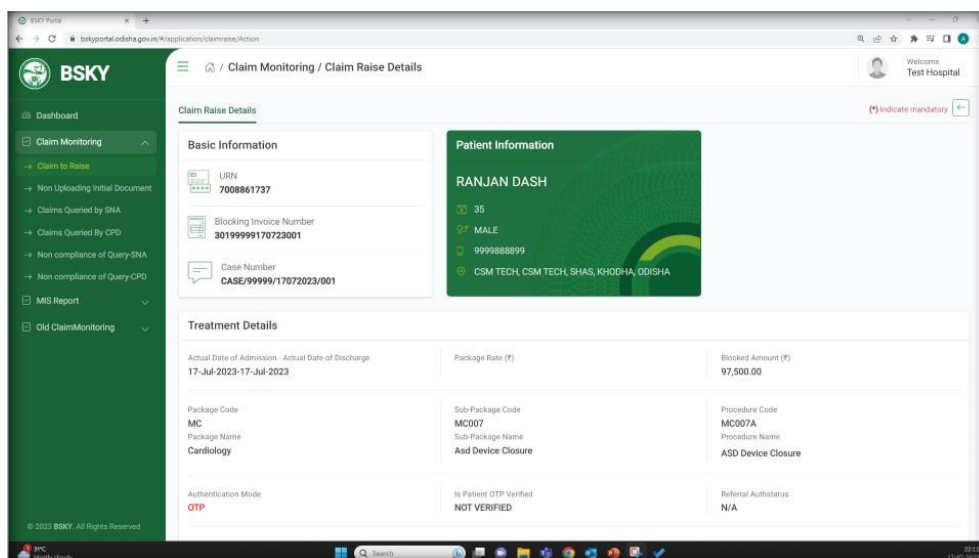 BSKY Portal
bskyportal.odisha.gov.in/#/application/claimraise/Action
BSKY
/ Claim Monitoring / Claim Raise Details
Welcome
Test Hospital
Dashboard
Claim Monitoring
Claim to Raise
Non Uploading Initial Document
Claims Queried by SNA
Claims Queried By CPD
Non compliance of Query-SNA
Non compliance of Query-CPD
MIS Report
Old ClaimMonitoring
© 2023 BSKY. All Rights Reserved
Claim Raise Details
(*) Indicate mandatory
Basic Information
URN
7008861737
Blocking Invoice Number
30199999170723001
Case Number
CASE/99999/17072023/001
Patient Information
RANJAN DASH
35
MALE
9999888899
CSM TECH, CSM TECH, SHAS, KHODHA, ODISHA
Treatment Details
Actual Date of Admission - Actual Date of Discharge
17-Jul-2023-17-Jul-2023
Package Rate (₹)
Blocked Amount (₹)
97,500.00
Package Code
MC
Package Name
Cardiology
Sub-Package Code
MC007
Sub-Package Name
Asd Device Closure
Procedure Code
MC007A
Procedure Name
ASD Device Closure
Authentication Mode
OTP
Is Patient OTP Verified
NOT VERIFIED
Referral Authstatus
N/A
31°C
Mostly cloudy
Search